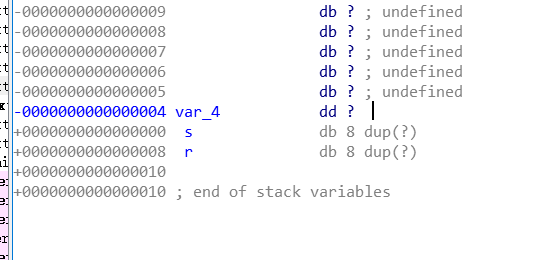 -0000000000000009 db ? ; undefined
-0000000000000008 db ? ; undefined
-0000000000000007 db ? ; undefined
-0000000000000006 db ? ; undefined
-0000000000000005 db ? ; undefined
-0000000000000004 var_4 dd ?
+0000000000000000 s db 8 dup(?)
+0000000000000008 r db 8 dup(?)
+0000000000000010
+0000000000000010 ; end of stack variables